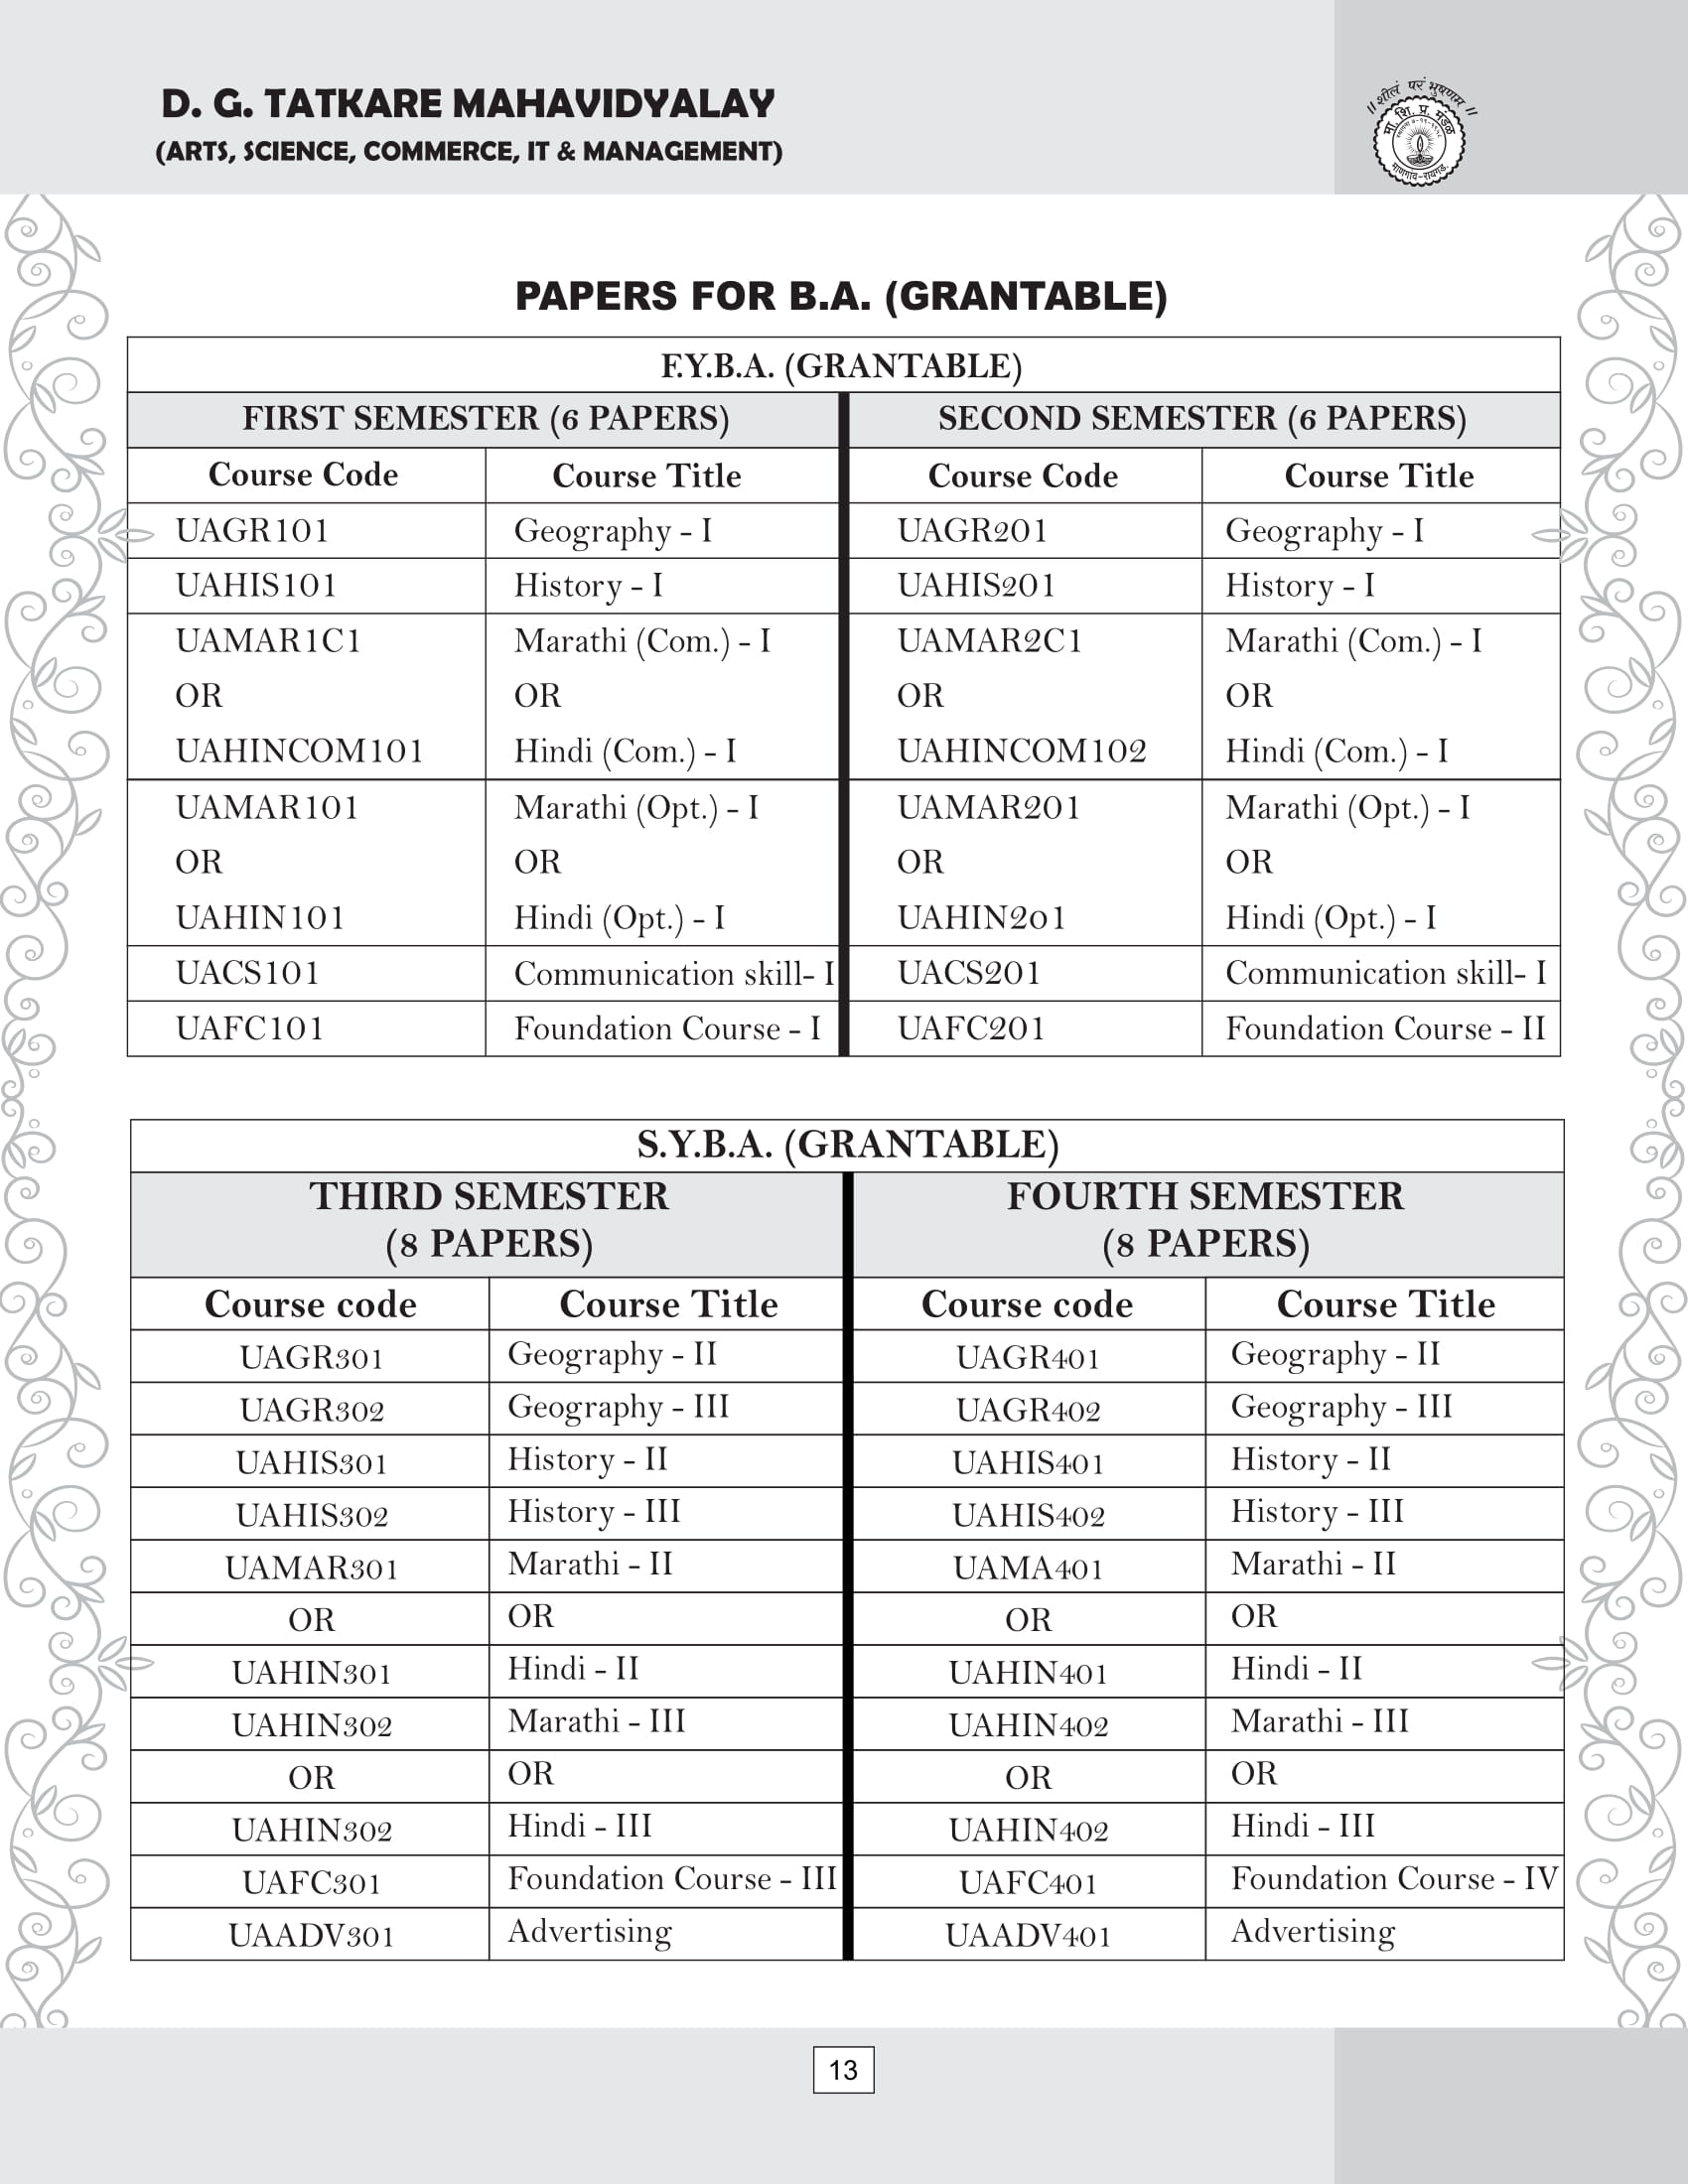 D. G. TATKARE MAHAVIDYALAY
(ARTS, SCIENCE, COMMERCE, IT & MANAGEMENT)
॥ शीलं परं भुषणम ॥
मा. शि. प्र. मंडळ
माणगांव-रायगड.
PAPERS FOR B.A. (GRANTABLE)
F.Y.B.A. (GRANTABLE)
FIRST SEMESTER (6 PAPERS) SECOND SEMESTER (6 PAPERS)
Course Code Course Title Course Code Course Title
UAGR101 Geography - I UAGR201 Geography - I
UAHIS101 History - I UAHIS201 History - I
UAMAR1C1 Marathi (Com.) - I UAMAR2C1 Marathi (Com.) - I
OR OR OR OR
UAHINCOM101 Hindi (Com.) - I UAHINCOM102 Hindi (Com.) - I
UAMAR101 Marathi (Opt.) - I UAMAR201 Marathi (Opt.) - I
OR OR OR OR
UAHIN101 Hindi (Opt.) - I UAHIN201 Hindi (Opt.) - I
UACS101 Communication skill- I UACS201 Communication skill- I
UAFC101 Foundation Course - I UAFC201 Foundation Course - II
S.Y.B.A. (GRANTABLE)
THIRD SEMESTER FOURTH SEMESTER
(8 PAPERS) (8 PAPERS)
Course code Course Title Course code Course Title
UAGR301 Geography - II UAGR401 Geography - II
UAGR302 Geography - III UAGR402 Geography - III
UAHIS301 History - II UAHIS401 History - II
UAHIS302 History - III UAHIS402 History - III
UAMAR301 Marathi - II UAMA401 Marathi - II
OR OR OR OR
UAHIN301 Hindi - II UAHIN401 Hindi - II
UAHIN302 Marathi - III UAHIN402 Marathi - III
OR OR OR OR
UAHIN302 Hindi - III UAHIN402 Hindi - III
UAFC301 Foundation Course - III UAFC401 Foundation Course - IV
UAADV301 Advertising UAADV401 Advertising
13